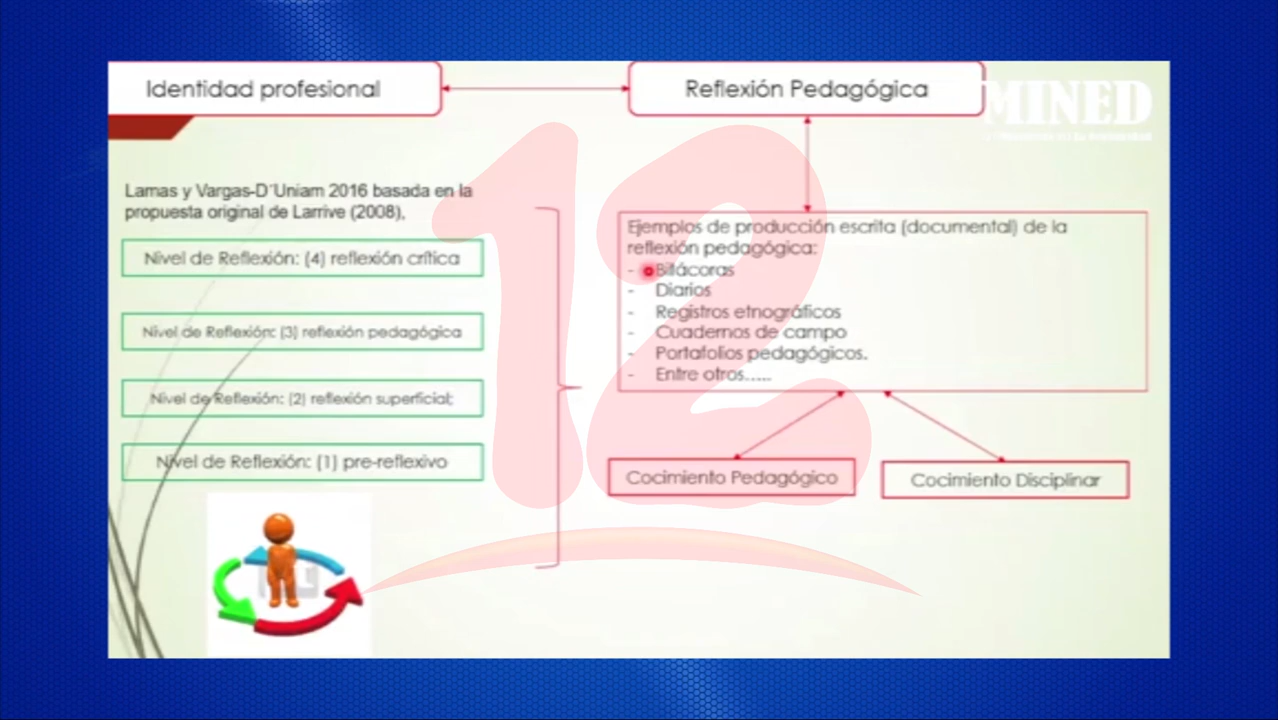 Identidad profesional
Reflexión Pedagógica
MINED
Lamas y Vargas-D´Uniam 2016 basada en la
propuesta original de Larrive (2008),
Nivel de Reflexión: (4) reflexión crítica
Nivel de Reflexión: (3) reflexión pedagógica
Nivel de Reflexión: (2) reflexión superficial;
Nivel de Reflexión: (1) pre-reflexivo
Ejemplos de producción escrita (documental) de la
reflexión pedagógica:
- Bitácoras
- Diarios
- Registros etnográficos
- Cuadernos de campo
- Portafolios pedagógicos.
- Entre otros.....
Cocimiento Pedagógico
Cocimiento Disciplinar
12